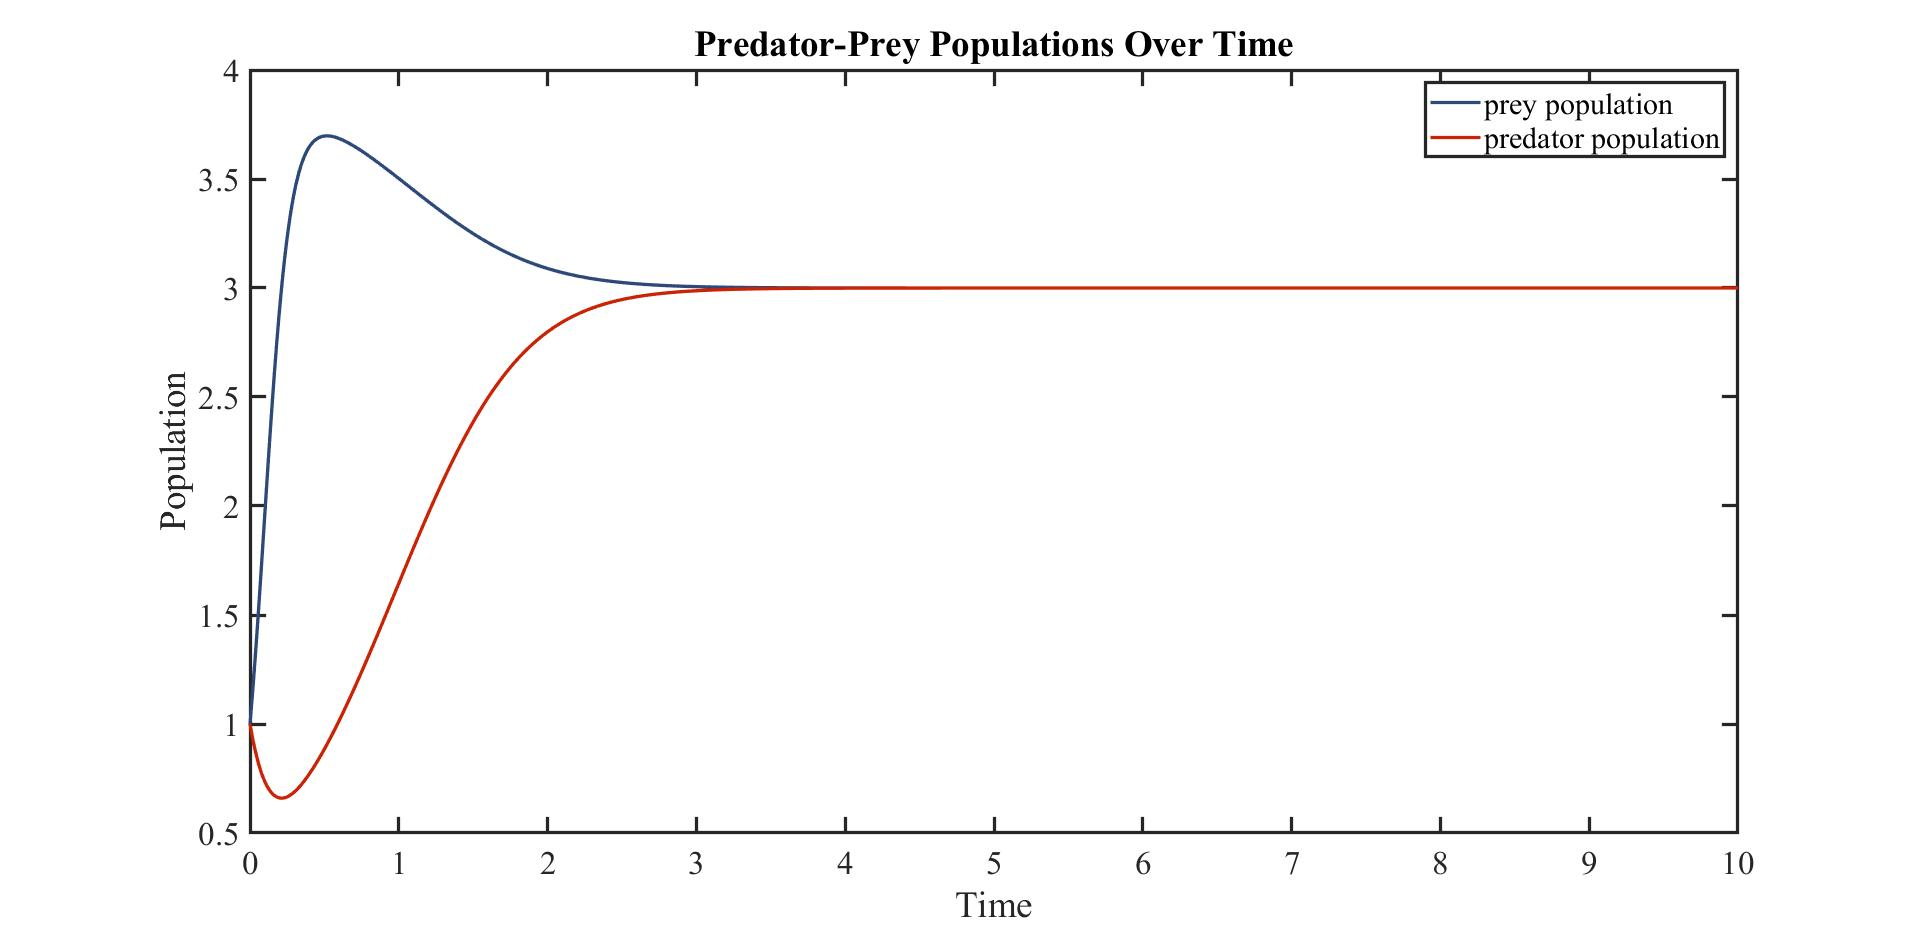 Predator-Prey Populations Over Time
prey population
predator population
Population
4
3.5
3
2.5
2
1.5
1
0.5
0 1 2 3 4 5 6 7 8 9 10
Time